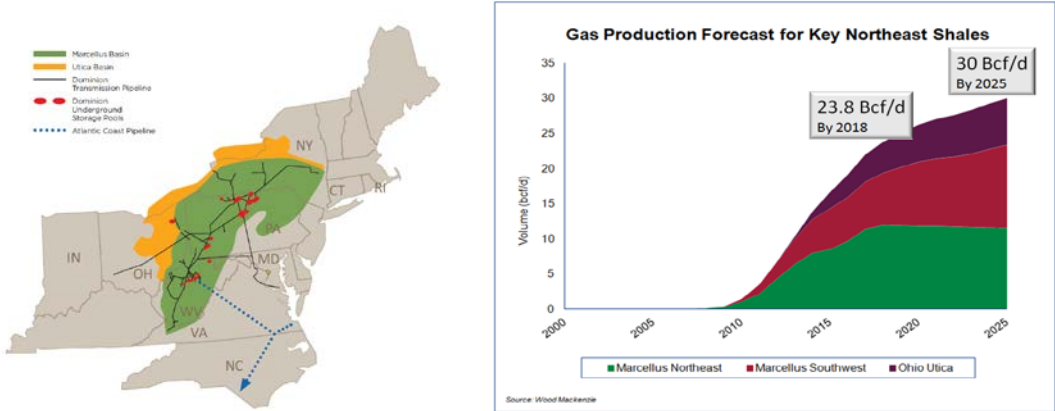 Marcellus Basin
Utica Basin
Dominion
Transmission Pipeline
Dominion
Underground
Storage Pools
Atlantic Coast Pipeline
NY
CT
RI
PA
IN
OH
MD
WV
VA
NC
Gas Production Forecast for Key Northeast Shales
30 Bcf/d
By 2025
23.8 Bcf/d
By 2018
Volume (bcf/d)
35
30
25
20
15
10
5
0
2000
2005
2010
2015
2020
2025
Marcellus Northeast
Marcellus Southwest
Ohio Utica
Source: Wood Mackenzie